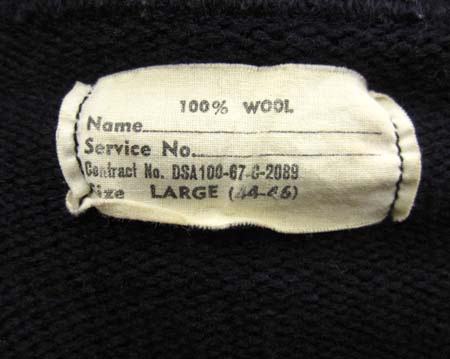 100% WOOL
Name
Service No.
Contract No. DSA100-67-C-2089
Size LARGE (44-46)